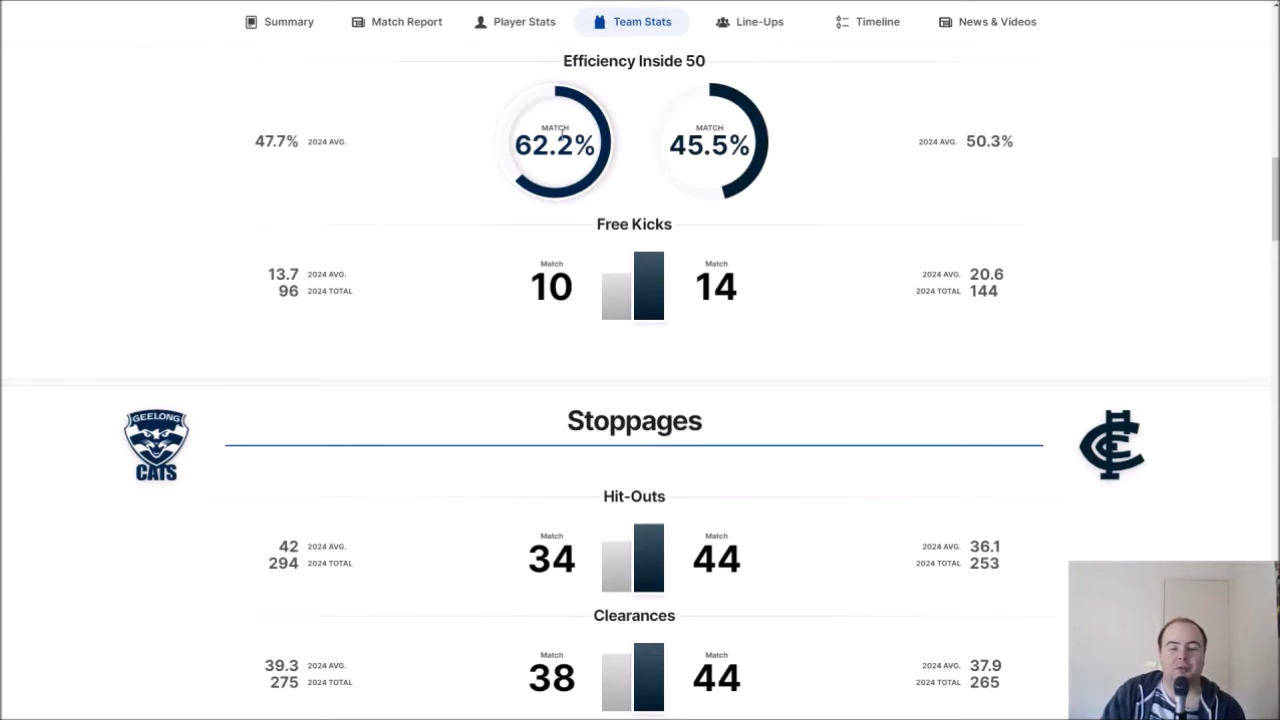 Summary Match Report Player Stats Team Stats Line-Ups Timeline News & Videos
Efficiency Inside 50
47.7% 2024 AVG. MATCH 62.2% MATCH 45.5% 2024 AVG. 50.3%
Free Kicks
13.7 2024 AVG. Match Match 2024 AVG. 20.6
96 2024 TOTAL 10 14 2024 TOTAL 144
Stoppages
GEELONG
CATS
Hit-Outs
42 2024 AVG. Match Match 2024 AVG. 36.1
294 2024 TOTAL 34 44 2024 TOTAL 253
Clearances
39.3 2024 AVG. Match Match 2024 AVG. 37.9
275 2024 TOTAL 38 44 2024 TOTAL 265